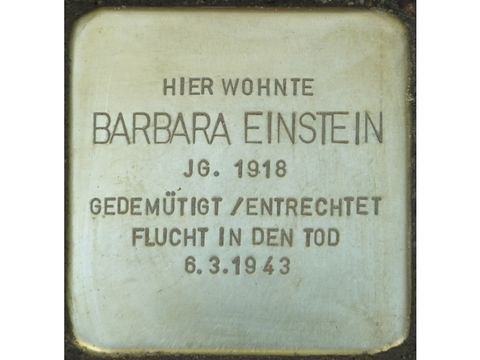 HIER WOHNTE
BARBARA EINSTEIN
JG. 1918
GEDEMÜTIGT / ENTRECHTET
FLUCHT IN DEN TOD
6.3.1943